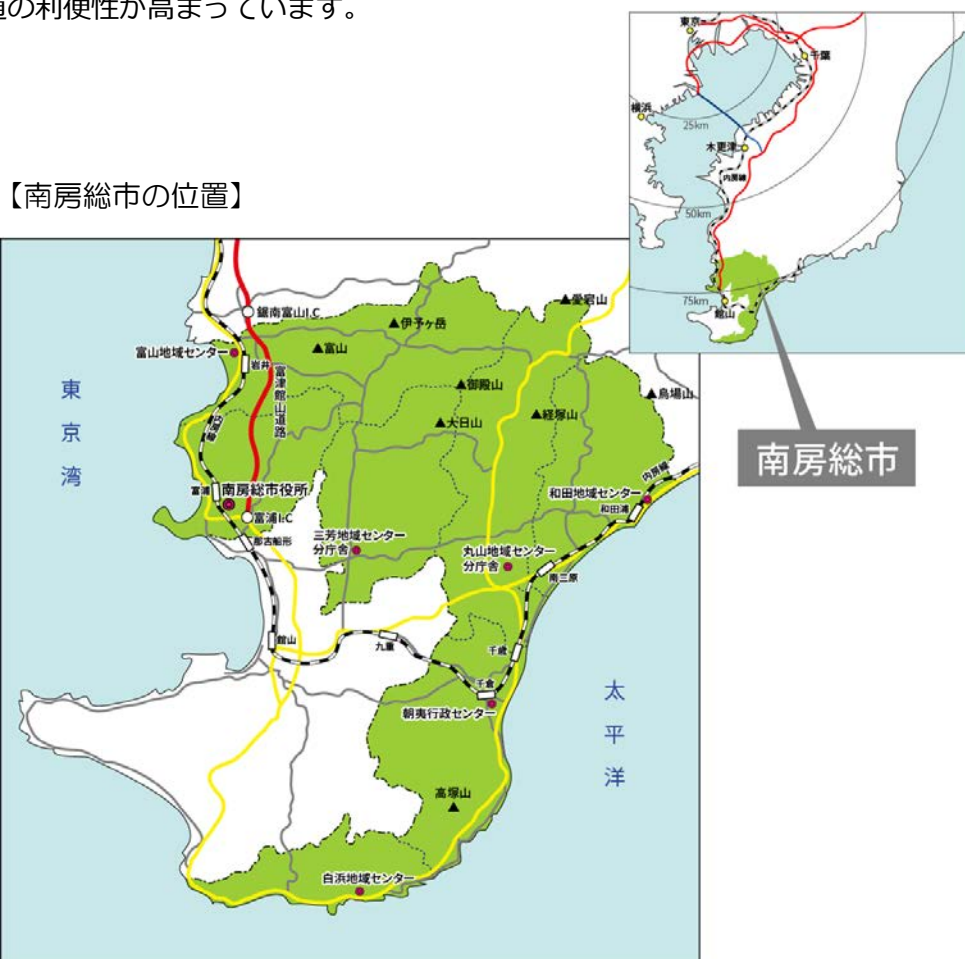 道の利便性が高まっています。
【南房総市の位置】
東京
千葉
横浜
25km
木更津
内房線
50km
75km
館山
南房総市
鋸南富山I.C
愛宕山
伊予ヶ岳
富山地域センター
富山
岩井
富津館山道路
御殿山
烏場山
大日山
経塚山
東京湾
内房線
内房線
富浦
南房総市役所
和田地域センター
和田浦
富浦I.C
那古船形
三芳地域センター
分庁舎
丸山地域センター
分庁舎
南三原
館山
九重
千歳
千倉
朝夷行政センター
太平洋
高塚山
白浜地域センター